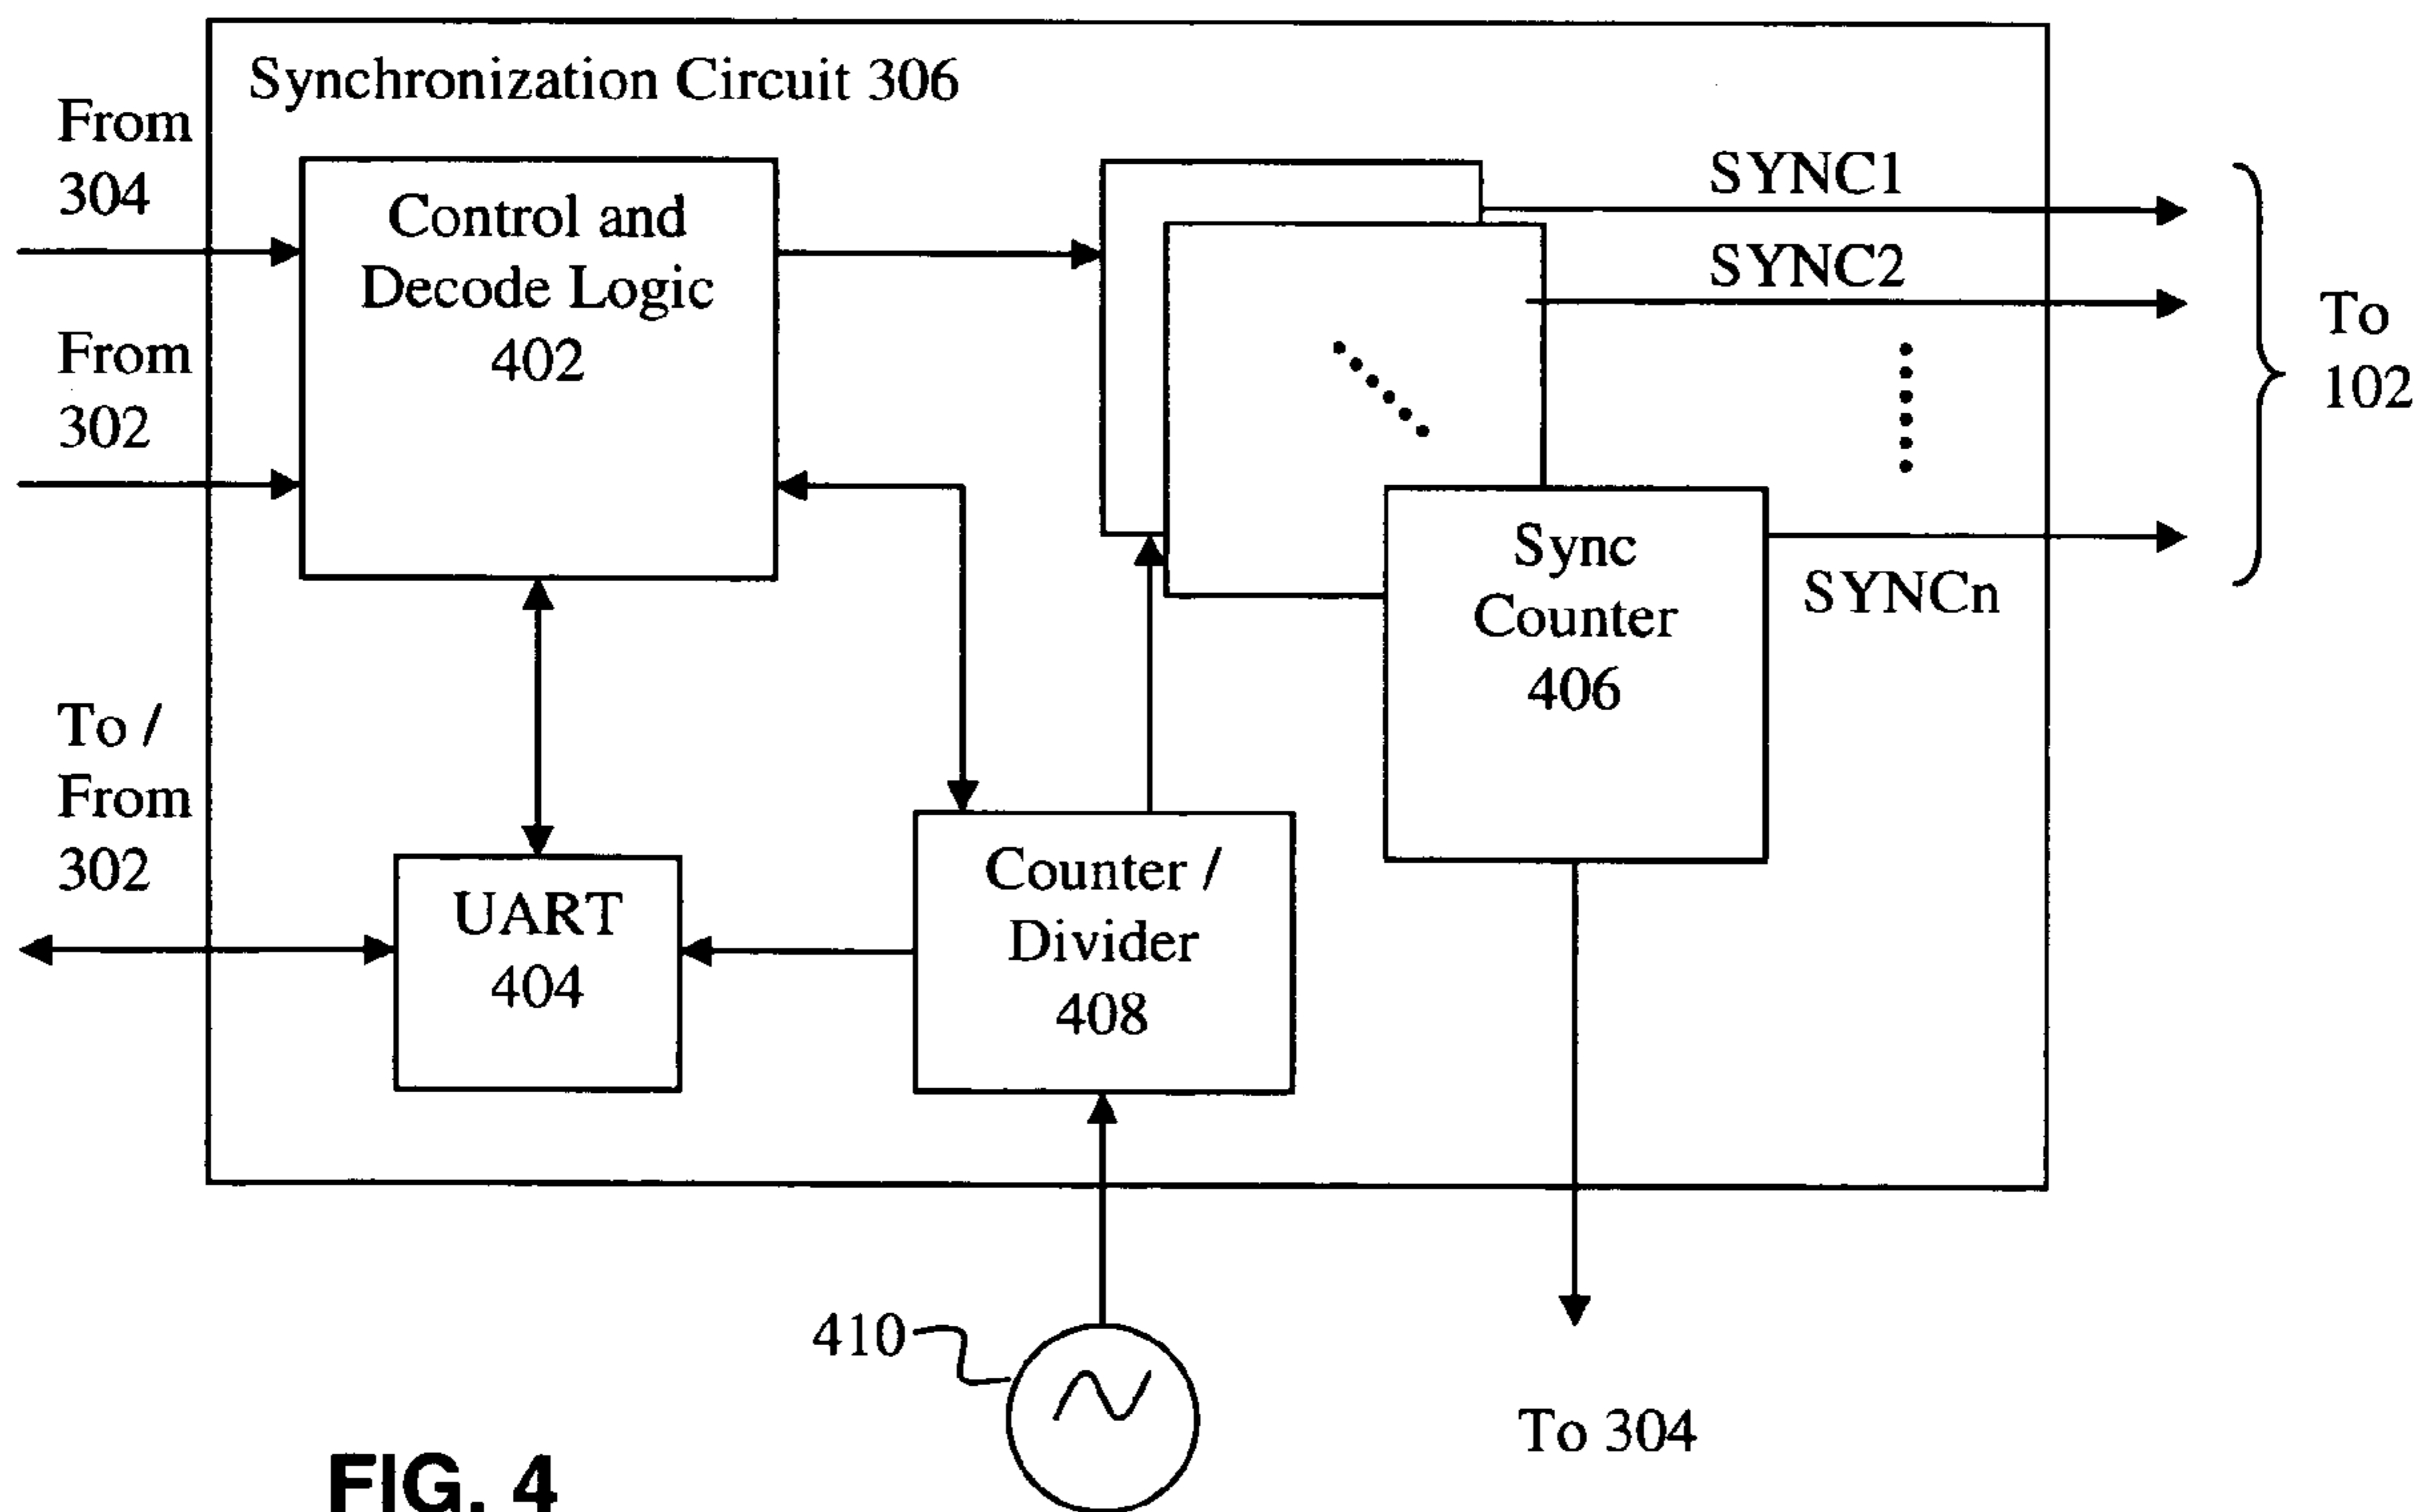 Synchronization Circuit 306
From
304
From
302
To /
From
302
Control and
Decode Logic
402
UART
404
Counter /
Divider
408
Sync
Counter
406
SYNC1
SYNC2
SYNCn
To
102
410
To 304
FIG. 4